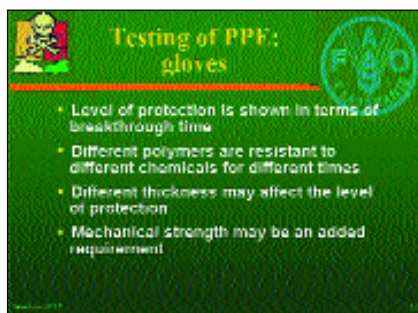 Testing of PPE:
gloves
FAO
• Level of protection is shown in terms of
breakthrough time
• Different polymers are resistant to
different chemicals for different times
• Different thickness may affect the level
of protection
• Mechanical strength may be an added
requirement